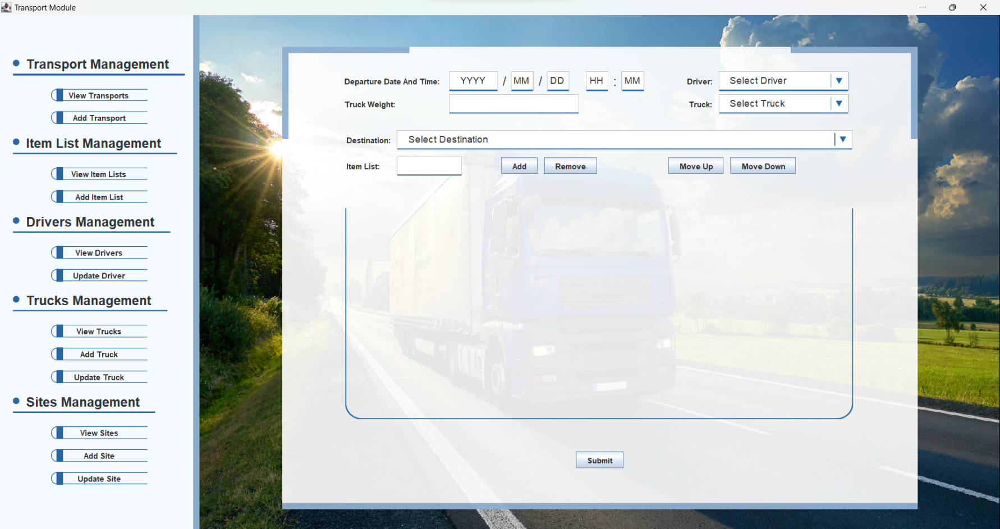 Transport Module
Transport Management
View Transports
Add Transport
Item List Management
View Item Lists
Add Item List
Drivers Management
View Drivers
Update Driver
Trucks Management
View Trucks
Add Truck
Update Truck
Sites Management
View Sites
Add Site
Update Site
Departure Date And Time: YYYY / MM / DD HH : MM Driver: Select Driver
Truck Weight: Truck: Select Truck
Destination: Select Destination
Item List: Add Remove Move Up Move Down
Submit